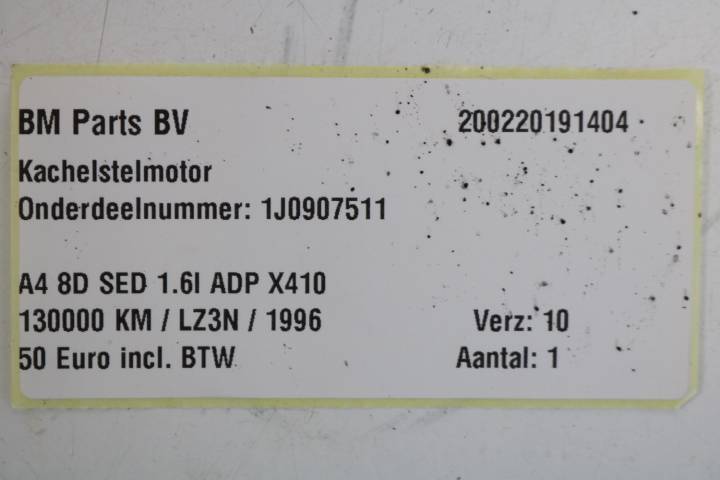 BM Parts BV 200220191404
Kachelstelmotor
Onderdeelnummer: 1J0907511
A4 8D SED 1.6I ADP X410
130000 KM / LZ3N / 1996 Verz: 10
50 Euro incl. BTW Aantal: 1